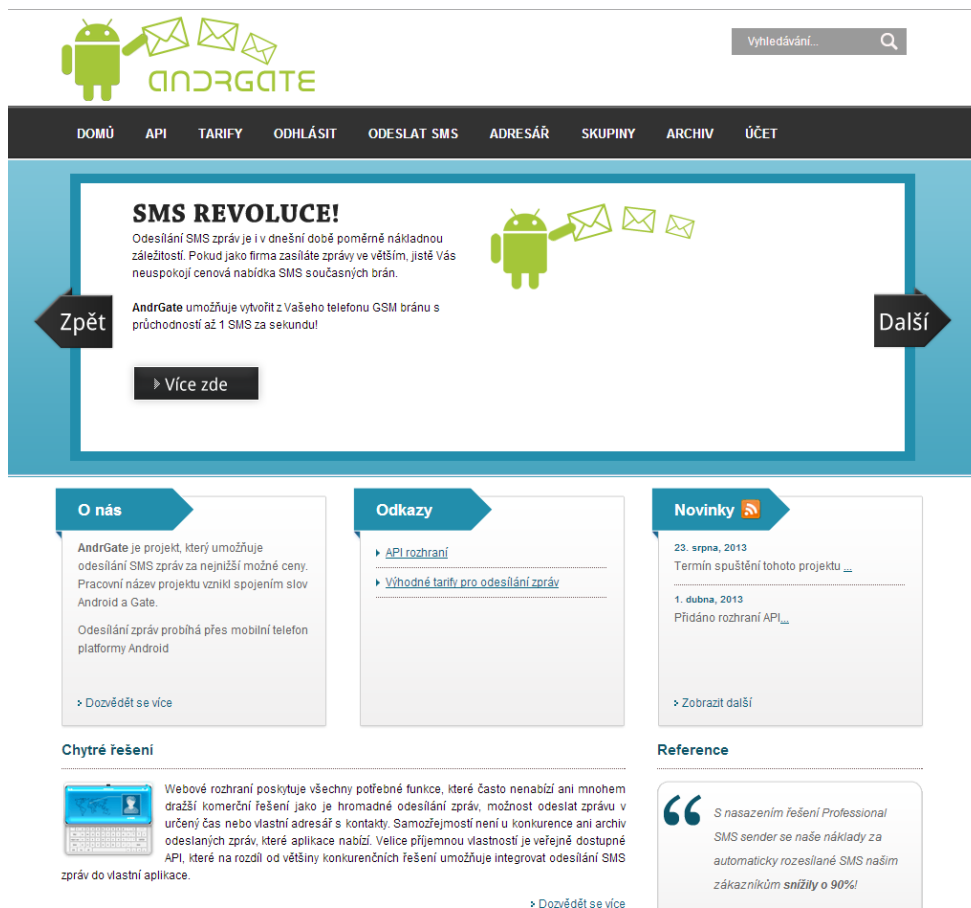 ANDRGATE
Vyhledávání...
DOMŮ API TARIFY ODHLÁSIT ODESLAT SMS ADRESÁŘ SKUPINY ARCHIV ÚČET
SMS REVOLUCE!
Odesílání SMS zpráv je i v dnešní době poměrně nákladnou
záležitostí. Pokud jako firma zasíláte zprávy ve větším, jistě Vás
neuspokojí cenová nabídka SMS současných brán.
AndrGate umožňuje vytvořit z Vašeho telefonu GSM bránu s
průchodností až 1 SMS za sekundu!
Zpět
Další
Více zde
O nás
AndrGate je projekt, který umožňuje
odesílání SMS zpráv za nejnižší možné ceny.
Pracovní název projektu vznikl spojením slov
Android a Gate.
Odesílání zpráv probíhá přes mobilní telefon
platformy Android
Dozvědět se více
Odkazy
API rozhraní
Výhodné tarify pro odesílání zpráv
Novinky
23. srpna, 2013
Termín spuštění tohoto projektu ...
1. dubna, 2013
Přidáno rozhraní API...
Zobrazit další
Chytré řešení
Webové rozhraní poskytuje všechny potřebné funkce, které často nenabízí ani mnohem
dražší komerční řešení jako je hromadné odesílání zpráv, možnost odeslat zprávu v
určený čas nebo vlastní adresář s kontakty. Samozřejmostí není u konkurence ani archiv
odeslaných zpráv, které aplikace nabízí. Velice příjemnou vlastností je veřejně dostupné
API, které na rozdíl od většiny konkurenčních řešení umožňuje integrovat odesílání SMS
zpráv do vlastní aplikace.
Dozvědět se více
Reference
“ S nasazením řešení Professional
SMS sender se naše náklady za
automaticky rozesílané SMS našim
zákazníkům snížily o 90%!